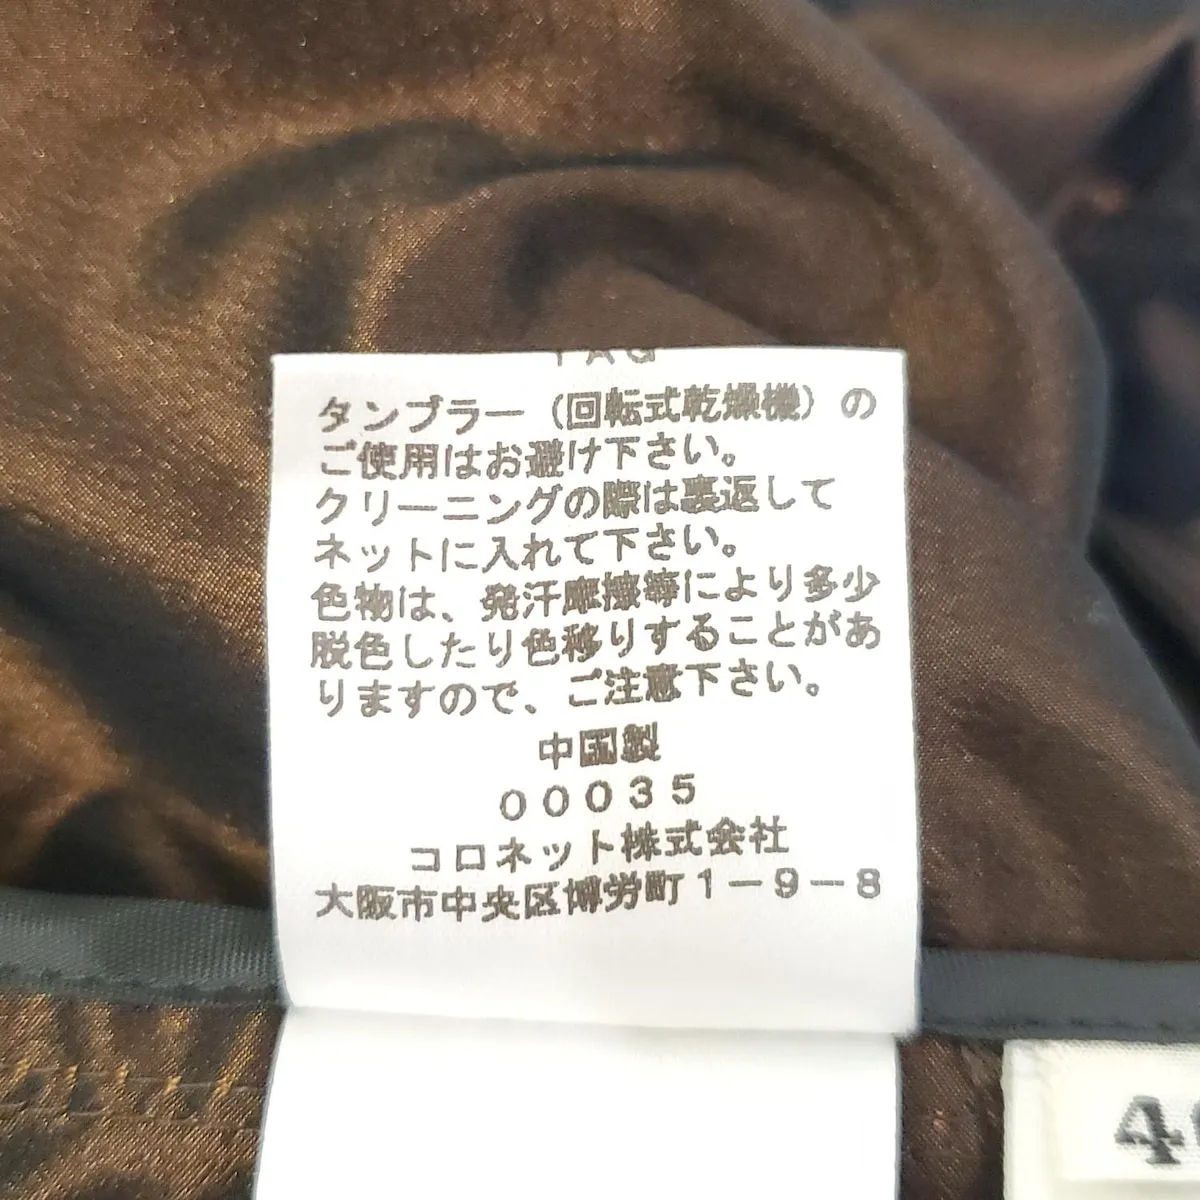 タンブラー（回転式乾燥機）の
ご使用はお避け下さい。
クリーニングの際は裏返して
ネットに入れて下さい。
色物は、発汗摩擦等により多少
脱色したり色移りすることがあ
りますので、ご注意下さい。
中国製
00035
コロネット株式会社
大阪市中央区博労町1－9－8